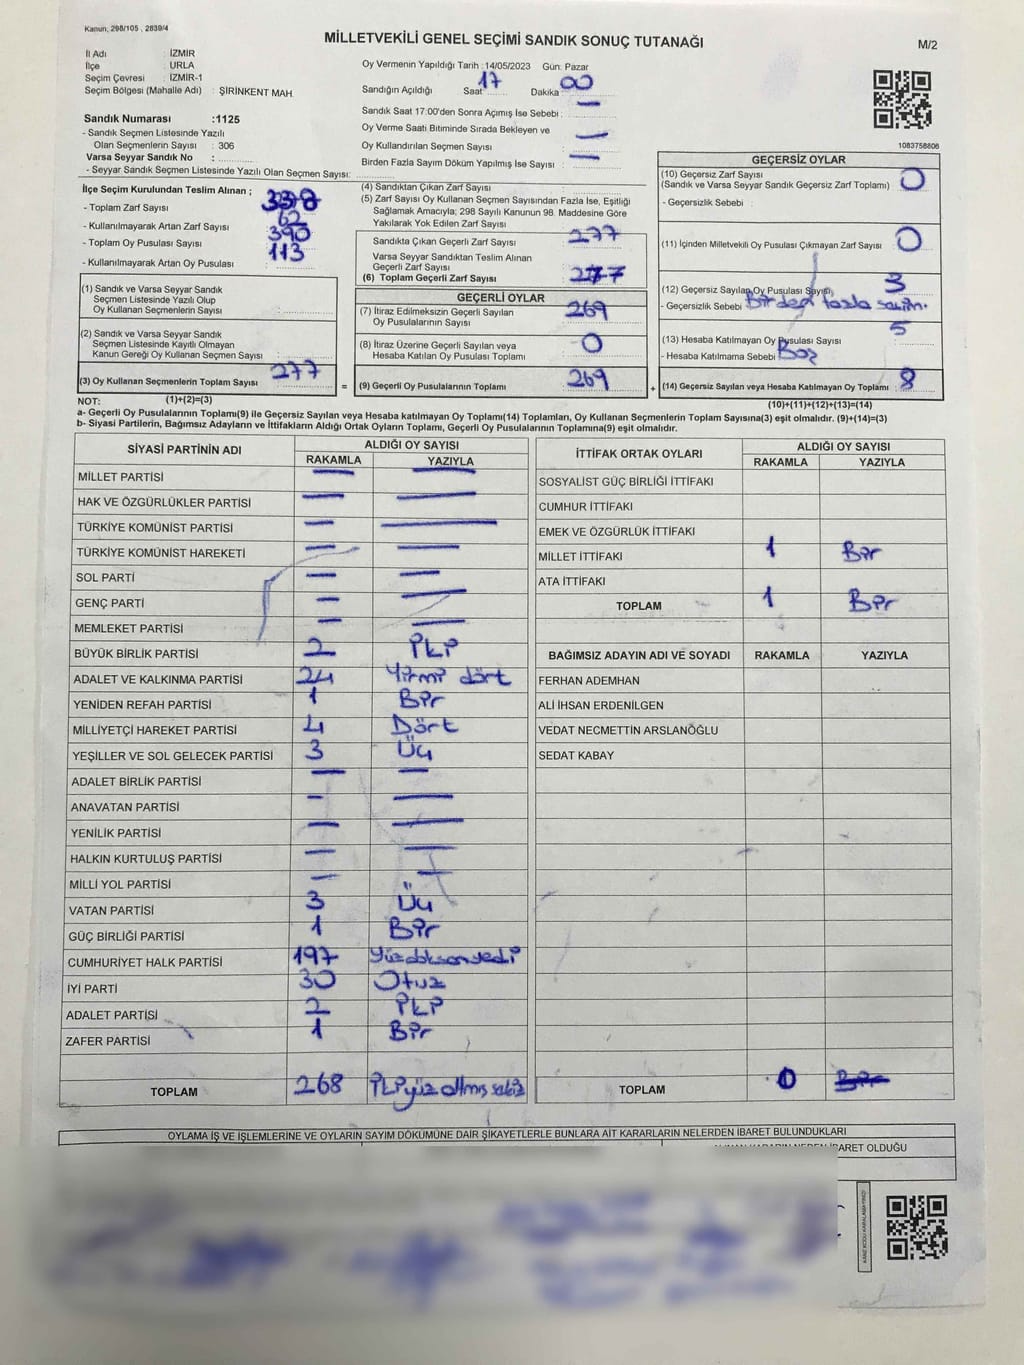 Kanun, 298/105 , 2839/4
MİLLETVEKİLİ GENEL SEÇİMİ SANDIK SONUÇ TUTANAĞI
M/2
İl Adı : İZMİR
İlçe : URLA
Seçim Çevresi : İZMİR-1
Seçim Bölgesi (Mahalle Adı) : ŞİRİNKENT MAH.
Sandık Numarası :1125
- Sandık Seçmen Listesinde Yazılı
Olan Seçmenlerin Sayısı : 306
Varsa Seyyar Sandık No :
- Seyyar Sandık Seçmen Listesinde Yazılı Olan Seçmen Sayısı:
Oy Vermenin Yapıldığı Tarih :14/05/2023 Gün: Pazar
Sandığın Açıldığı Saat 17 Dakika 00
Sandık Saat 17:00'den Sonra Açımış İse Sebebi : —
Oy Verme Saati Bitiminde Sırada Bekleyen ve
Oy Kullandırılan Seçmen Sayısı : —
Birden Fazla Sayım Döküm Yapılmış İse Sayısı : —
1083758806
İlçe Seçim Kurulundan Teslim Alınan ;
- Toplam Zarf Sayısı :
- Kullanılmayarak Artan Zarf Sayısı : 62
- Toplam Oy Pusulası Sayısı : 390
- Kullanılmayarak Artan Oy Pusulası : 113
(1) Sandık ve Varsa Seyyar Sandık
Seçmen Listesinde Yazılı Olup
Oy Kullanan Seçmenlerin Sayısı :
(2) Sandık ve Varsa Seyyar Sandık
Seçmen Listesinde Kayıtlı Olmayan
Kanun Gereği Oy Kullanan Seçmen Sayısı :
(3) Oy Kullanan Seçmenlerin Toplam Sayısı : 277
(1)+(2)=(3)
(4) Sandıktan Çıkan Zarf Sayısı :
(5) Zarf Sayısı Oy Kullanan Seçmen Sayısından Fazla İse, Eşitliği
Sağlamak Amacıyla; 298 Sayılı Kanunun 98. Maddesine Göre
Yakılarak Yok Edilen Zarf Sayısı :
Sandıkta Çıkan Geçerli Zarf Sayısı : 277
Varsa Seyyar Sandıktan Teslim Alınan
Geçerli Zarf Sayısı :
(6) Toplam Geçerli Zarf Sayısı : 277
GEÇERLİ OYLAR
(7) İtiraz Edilmeksizin Geçerli Sayılan
Oy Pusulalarının Sayısı : 269
(8) İtiraz Üzerine Geçerli Sayılan veya
Hesaba Katılan Oy Pusulası Toplamı : 0
= (9) Geçerli Oy Pusulalarının Toplamı : 269 +
GEÇERSİZ OYLAR
(10) Geçersiz Zarf Sayısı : 0
(Sandık ve Varsa Seyyar Sandık Geçersiz Zarf Toplamı)
- Geçersizlik Sebebi :
(11) İçinden Milletvekili Oy Pusulası Çıkmayan Zarf Sayısı : 0
(12) Geçersiz Sayılan Oy Pusulası Sayısı : 3
- Geçersizlik Sebebi : Birden fazla
(13) Hesaba Katılmayan Oy Pusulası Sayısı : 5
- Hesaba Katılmama Sebebi : Boş
(14) Geçersiz Sayılan veya Hesaba Katılmayan Oy Toplamı : 8
(10)+(11)+(12)+(13)=(14)
NOT:
a- Geçerli Oy Pusulalarının Toplamı(9) ile Geçersiz Sayılan veya Hesaba katılmayan Oy Toplamı(14) Toplamları, Oy Kullanan Seçmenlerin Toplam Sayısına(3) eşit olmalıdır. (9)+(14)=(3)
b- Siyasi Partilerin, Bağımsız Adayların ve İttifakların Aldığı Ortak Oyların Toplamı, Geçerli Oy Pusulalarının Toplamına(9) eşit olmalıdır.
SİYASİ PARTİNİN ADI ALDIĞI OY SAYISI
RAKAMLA YAZIYLA
MİLLET PARTİSİ — —
HAK VE ÖZGÜRLÜKLER PARTİSİ — —
TÜRKİYE KOMÜNİST PARTİSİ — —
TÜRKİYE KOMÜNİST HAREKETİ — —
SOL PARTİ — —
GENÇ PARTİ — —
MEMLEKET PARTİSİ — —
BÜYÜK BİRLİK PARTİSİ 2 İki
ADALET VE KALKINMA PARTİSİ 24 Yirmi dört
YENİDEN REFAH PARTİSİ 1 Bir
MİLLİYETÇİ HAREKET PARTİSİ 4 Dört
YEŞİLLER VE SOL GELECEK PARTİSİ 3 Üç
ADALET BİRLİK PARTİSİ — —
ANAVATAN PARTİSİ — —
YENİLİK PARTİSİ — —
HALKIN KURTULUŞ PARTİSİ — —
MİLLİ YOL PARTİSİ — —
VATAN PARTİSİ 3 Üç
GÜÇ BİRLİĞİ PARTİSİ 1 Bir
CUMHURİYET HALK PARTİSİ 197 Yüzdoksanyedi
İYİ PARTİ 30 Otuz
ADALET PARTİSİ 2 İki
ZAFER PARTİSİ 1 Bir
TOPLAM 268 İkiyüz altmış sekiz
İTTİFAK ORTAK OYLARI ALDIĞI OY SAYISI
RAKAMLA YAZIYLA
SOSYALIST GÜÇ BİRLİĞİ İTTİFAKI
CUMHUR İTTİFAKI
EMEK VE ÖZGÜRLÜK İTTİFAKI
MİLLET İTTİFAKI 1 Bir
ATA İTTİFAKI
TOPLAM 1 Bir
BAĞIMSIZ ADAYIN ADI VE SOYADI RAKAMLA YAZIYLA
FERHAN ADEMHAN
ALİ İHSAN ERDENİLGEN
VEDAT NECMETTİN ARSLANOĞLU
SEDAT KABAY
TOPLAM 0
OYLAMA İŞ VE İŞLEMLERİNE VE OYLARIN SAYIM DÖKÜMÜNE DAİR ŞİKAYETLERLE BUNLARA AİT KARARLARIN NELERDEN İBARET BULUNDUKLARI
İBARET OLDUĞU